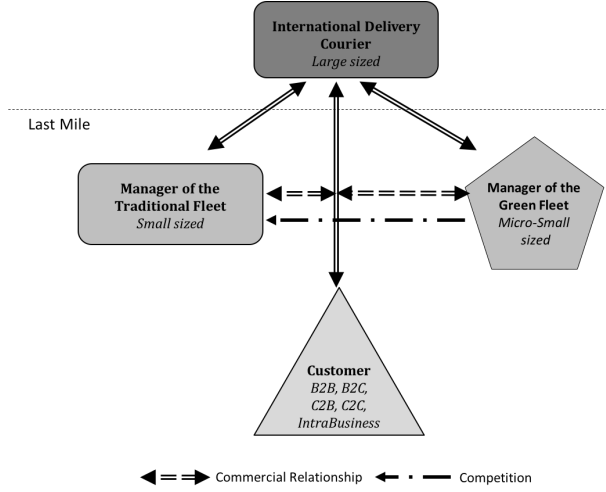 International Delivery
Courier
Large sized
Last Mile
Manager of the
Traditional Fleet
Small sized
Manager of the
Green Fleet
Micro-Small
sized
Customer
B2B, B2C,
C2B, C2C,
IntraBusiness
Commercial Relationship
Competition